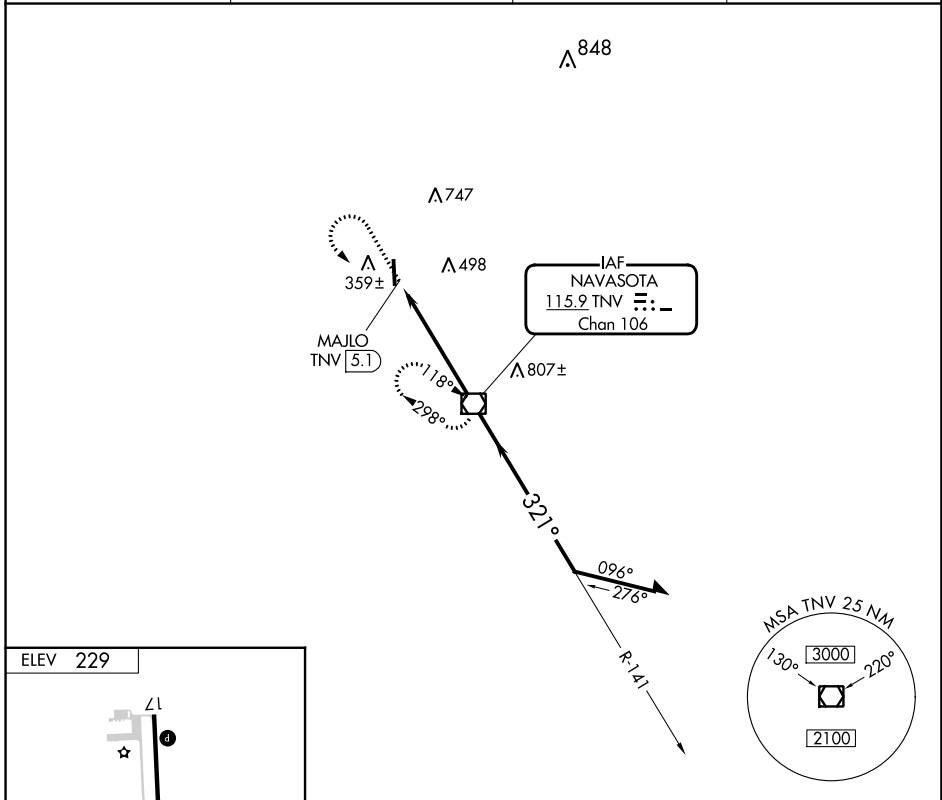 848
747
498
359±
IAF
NAVASOTA
115.9 TNV
Chan 106
MAJLO
TNV 5.1
807±
118°
298°
321°
096°
276°
R-141
MSA TNV 25 NM
3000
130°
220°
2100
ELEV 229
17
P